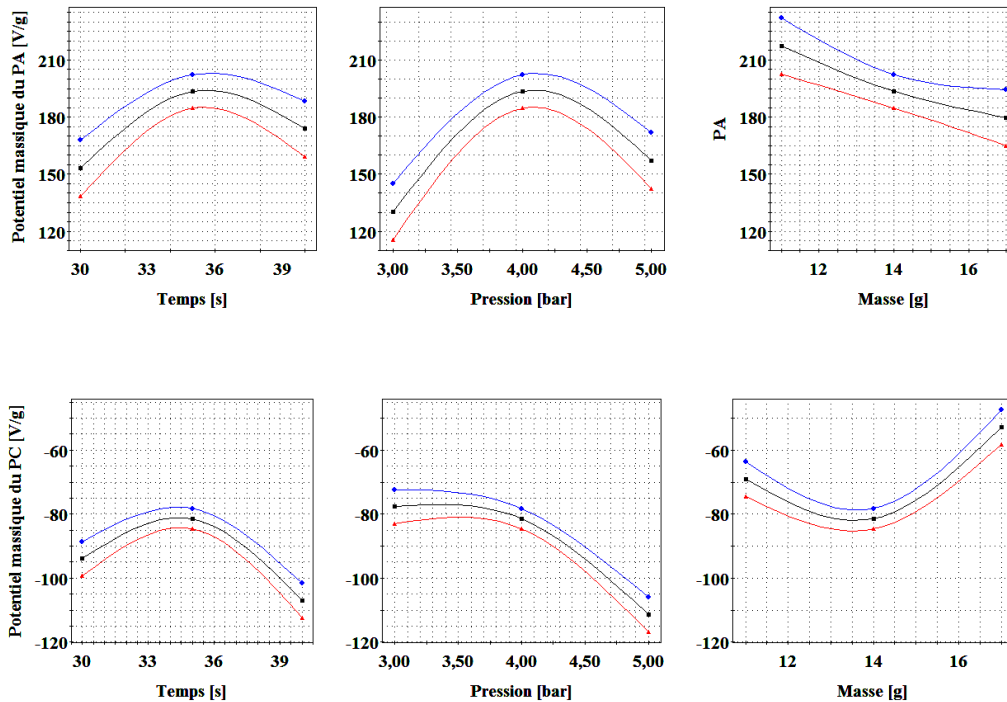 Potentiel massique du PA [V/g]
210
180
150
120
30 33 36 39
Temps [s]
210
180
150
120
3,00 3,50 4,00 4,50 5,00
Pression [bar]
PA
210
180
150
120
12 14 16
Masse [g]
Potentiel massique du PC [V/g]
-60
-80
-100
-120
30 33 36 39
Temps [s]
-60
-80
-100
-120
3,00 3,50 4,00 4,50 5,00
Pression [bar]
-60
-80
-100
-120
12 14 16
Masse [g]